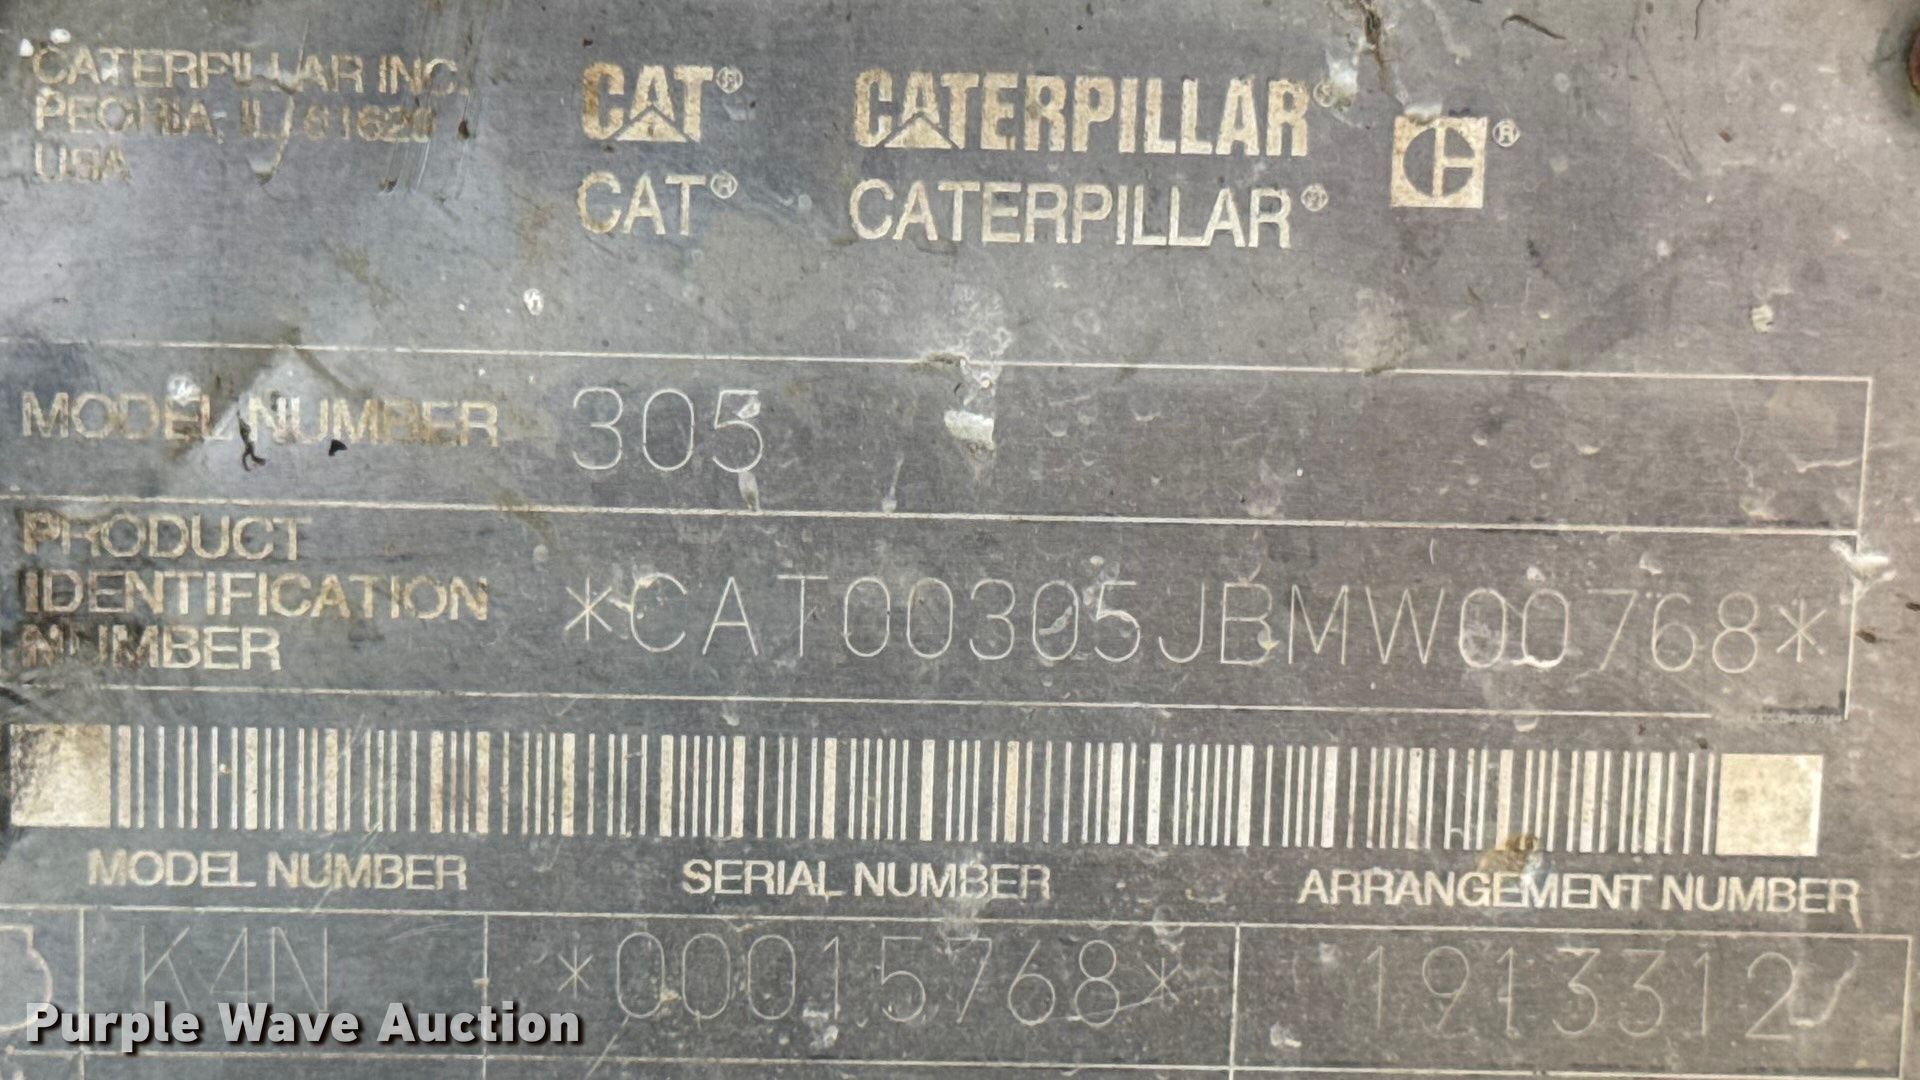 CATERPILLAR INC.
PEORIA, IL, 61629
USA
CAT® CATERPILLAR®
CAT® CATERPILLAR®
MODEL NUMBER 305
PRODUCT IDENTIFICATION NUMBER *CAT00305JBMW00768*
MODEL NUMBER SERIAL NUMBER ARRANGEMENT NUMBER
K4N *00015768* 1913312
Purple Wave Auction